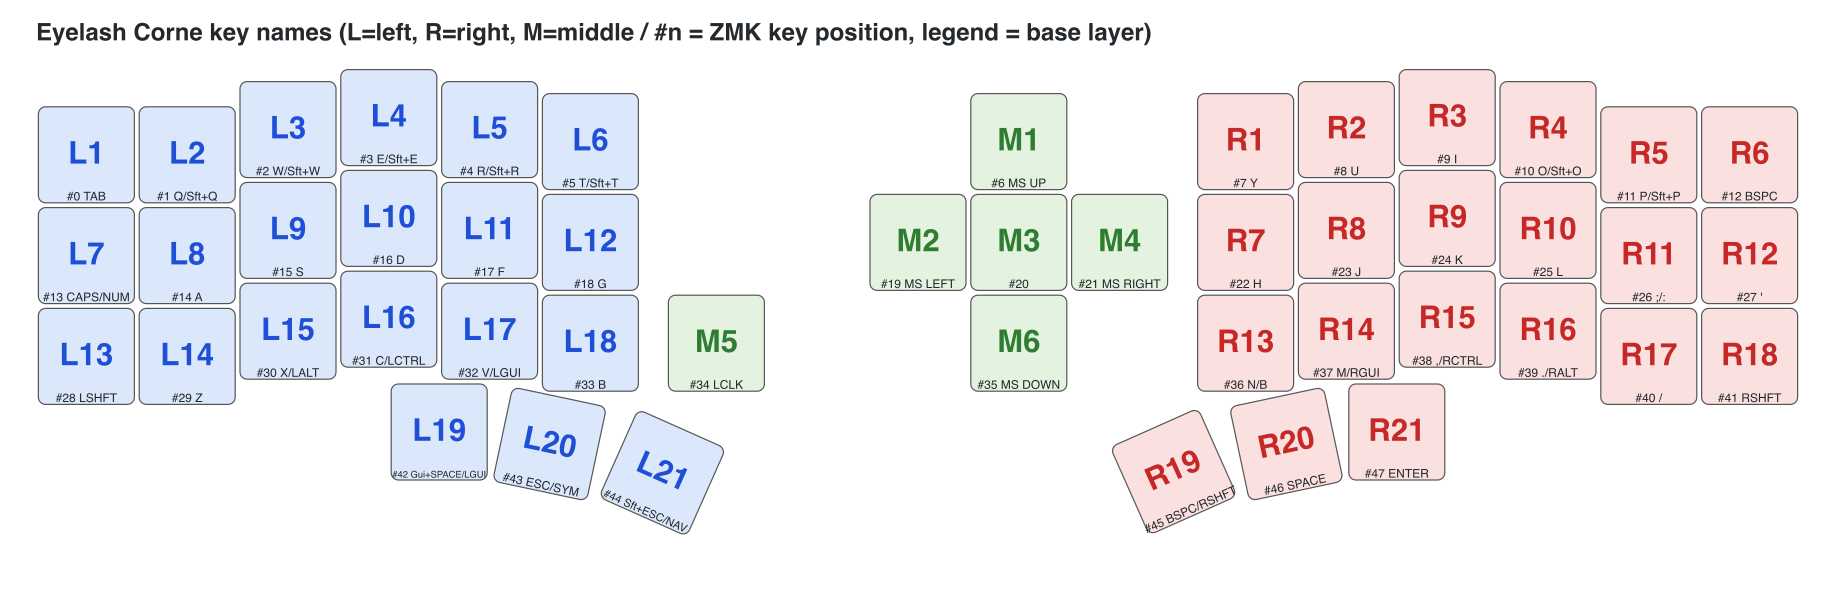 Eyelash Corne key names (L=left, R=right, M=middle / #n = ZMK key position, legend = base layer)
L1
#0 TAB
L2
#1 Q/Sft+Q
L3
#2 W/Sft+W
L4
#3 E/Sft+E
L5
#4 R/Sft+R
L6
#5 T/Sft+T
M1
#6 MS UP
R1
#7 Y
R2
#8 U
R3
#9 I
R4
#10 O/Sft+O
R5
#11 P/Sft+P
R6
#12 BSPC
L7
#13 CAPS/NUM
L8
#14 A
L9
#15 S
L10
#16 D
L11
#17 F
L12
#18 G
M2
#19 MS LEFT
M3
#20
M4
#21 MS RIGHT
R7
#22 H
R8
#23 J
R9
#24 K
R10
#25 L
R11
#26 ;/:
R12
#27 '
L13
#28 LSHFT
L14
#29 Z
L15
#30 X/LALT
L16
#31 C/LCTRL
L17
#32 V/LGUI
L18
#33 B
M5
#34 LCLK
M6
#35 MS DOWN
R13
#36 N/B
R14
#37 M/RGUI
R15
#38 ,/RCTRL
R16
#39 ./RALT
R17
#40 /
R18
#41 RSHFT
L19
#42 Gui+SPACE/LGUI
L20
#43 ESC/SYM
L21
#44 Sft+ESC/NAV
R19
#45 BSPC/RSHFT
R20
#46 SPACE
R21
#47 ENTER